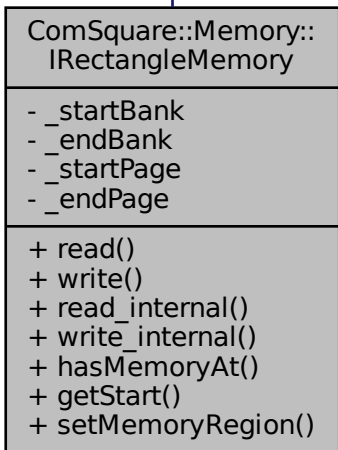 ComSquare::Memory::
IRectangleMemory
- _startBank
- _endBank
- _startPage
- _endPage
+ read()
+ write()
+ read_internal()
+ write_internal()
+ hasMemoryAt()
+ getStart()
+ setMemoryRegion()